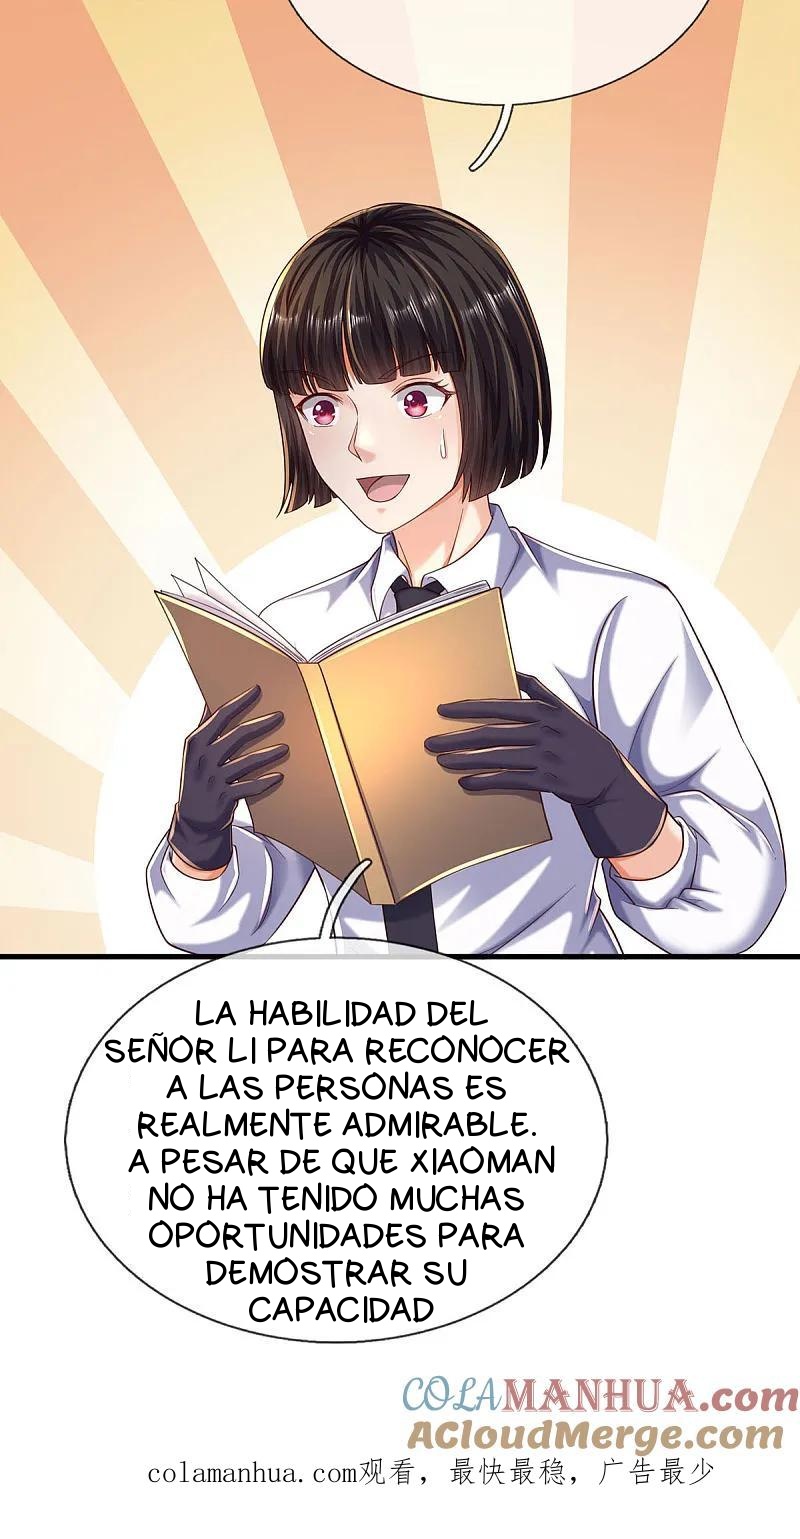 LA HABILIDAD DEL
SEÑOR LI PARA RECONOCER
A LAS PERSONAS ES
REALMENTE ADMIRABLE.
A PESAR DE QUE XIAOMAN
NO HA TENIDO MUCHAS
OPORTUNIDADES PARA
DEMOSTRAR SU
CAPACIDAD
COLAMANHUA.COM
ACloudMerge.com
colamanhua.com观看，最快最稳，广告最少